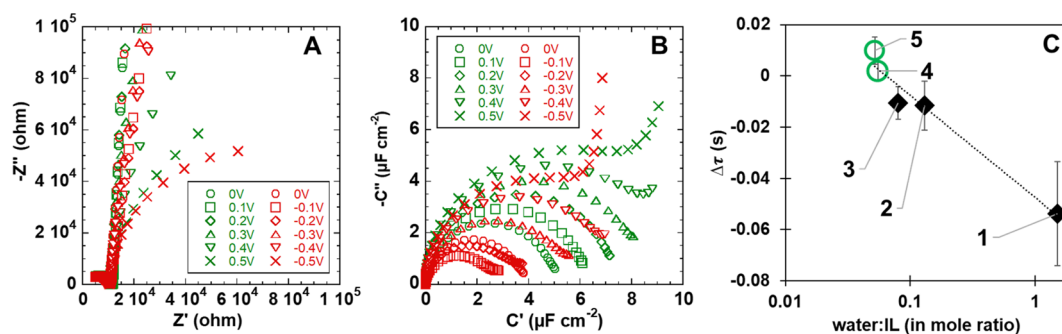 1 10^5
A
8 10^4
6 10^4
4 10^4
2 10^4
0
-Z" (ohm)
0V 0V
0.1V -0.1V
0.2V -0.2V
0.3V -0.3V
0.4V -0.4V
0.5V -0.5V
0 2 10^4 4 10^4 6 10^4 8 10^4 1 10^5
Z' (ohm)
B
10
8
6
4
2
0
-C" (µF cm^-2)
0V 0V
0.1V -0.1V
0.2V -0.2V
0.3V -0.3V
0.4V -0.4V
0.5V -0.5V
0 2 4 6 8 10
C' (µF cm^-2)
C
0.02
0
-0.02
-0.04
-0.06
-0.08
Δτ (s)
5
4
3
2
1
0.01 0.1 1
water:IL (in mole ratio)